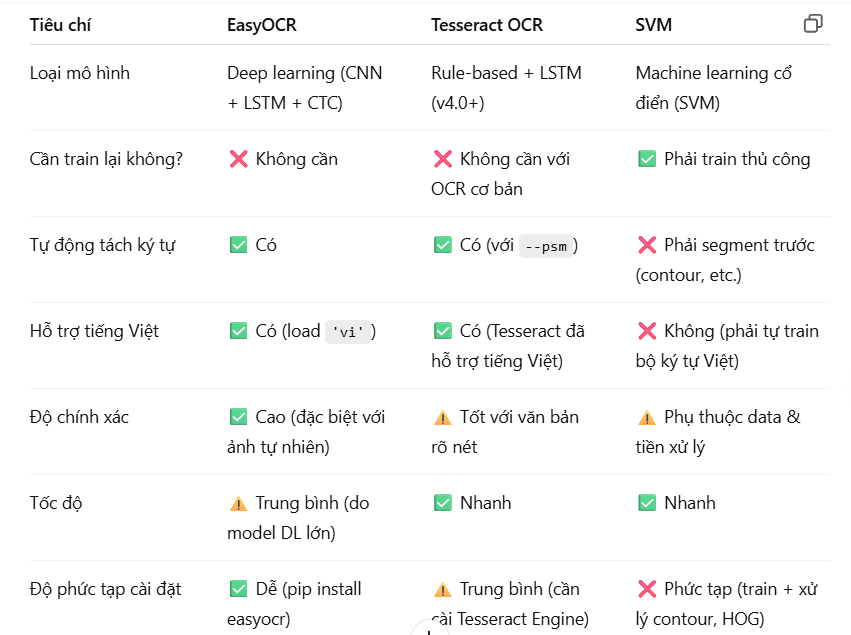 Tiêu chí EasyOCR Tesseract OCR SVM
Loại mô hình Deep learning (CNN Rule-based + LSTM Machine learning cổ
+ LSTM + CTC) (v4.0+) điển (SVM)
Cần train lại không? ❌ Không cần ❌ Không cần với ✅ Phải train thủ công
OCR cơ bản
Tự động tách ký tự ✅ Có ✅ Có (với --psm) ❌ Phải segment trước
(contour, etc.)
Hỗ trợ tiếng Việt ✅ Có (load 'vi') ✅ Có (Tesseract đã ❌ Không (phải tự train
hỗ trợ tiếng Việt) bộ ký tự Việt)
Độ chính xác ✅ Cao (đặc biệt với ⚠️ Tốt với văn bản ⚠️ Phụ thuộc data &
ảnh tự nhiên) rõ nét tiền xử lý
Tốc độ ⚠️ Trung bình (do ✅ Nhanh ✅ Nhanh
model DL lớn)
Độ phức tạp cài đặt ✅ Dễ (pip install ⚠️ Trung bình (cần ❌ Phức tạp (train + xử
easyocr) cài Tesseract Engine) lý contour, HOG)